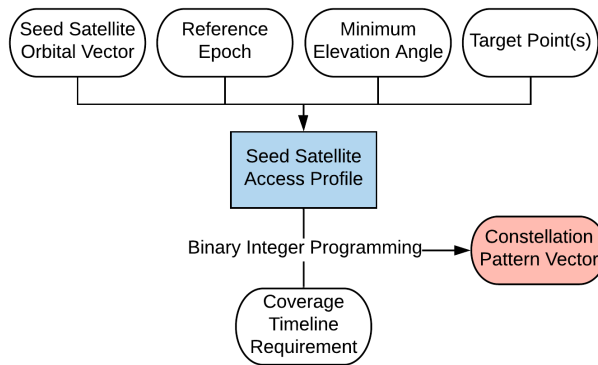 Seed Satellite
Orbital Vector
Reference
Epoch
Minimum
Elevation Angle
Target Point(s)
Seed Satellite
Access Profile
Binary Integer Programming
Constellation
Pattern Vector
Coverage
Timeline
Requirement